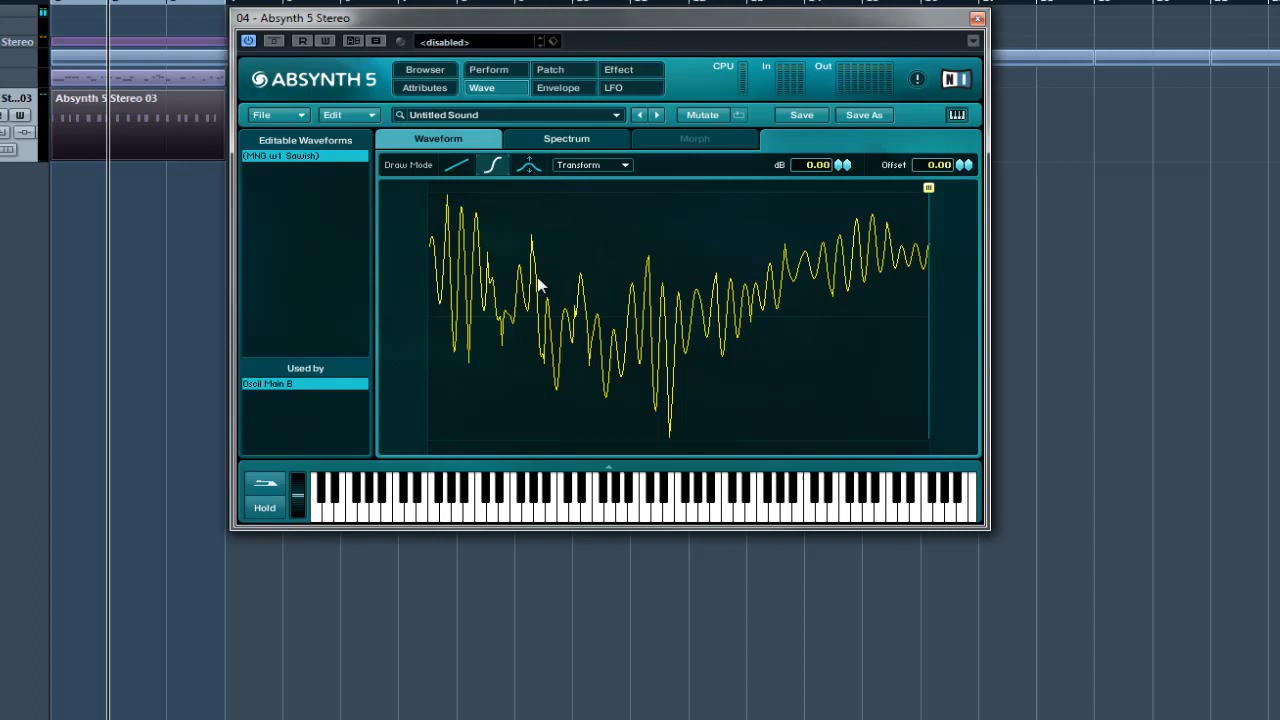 04 - Absynth 5 Stereo
R W <disabled>
ABSYNTH 5
Browser Perform Patch Effect
Attributes Wave Envelope LFO
CPU In Out
! NI
File Edit Untitled Sound Mutate Save Save As
Editable Waveforms
(MNG w1 Sawish)
Waveform Spectrum Morph
Draw Mode Transform dB 0.00 Offset 0.00
Used by
Oscil Main B
Hold
Stereo
St...03
W
Absynth 5 Stereo 03